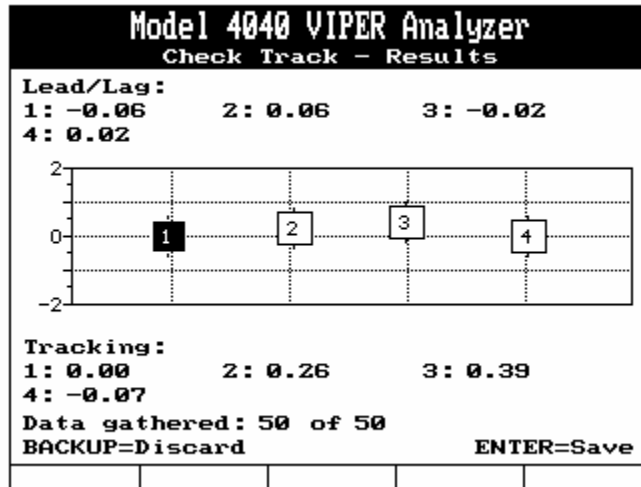 Model 4040 VIPER Analyzer
Check Track - Results
Lead/Lag:
1: -0.06 2: 0.06 3: -0.02
4: 0.02
2
0
-2
1 2 3 4
Tracking:
1: 0.00 2: 0.26 3: 0.39
4: -0.07
Data gathered: 50 of 50
BACKUP=Discard ENTER=Save